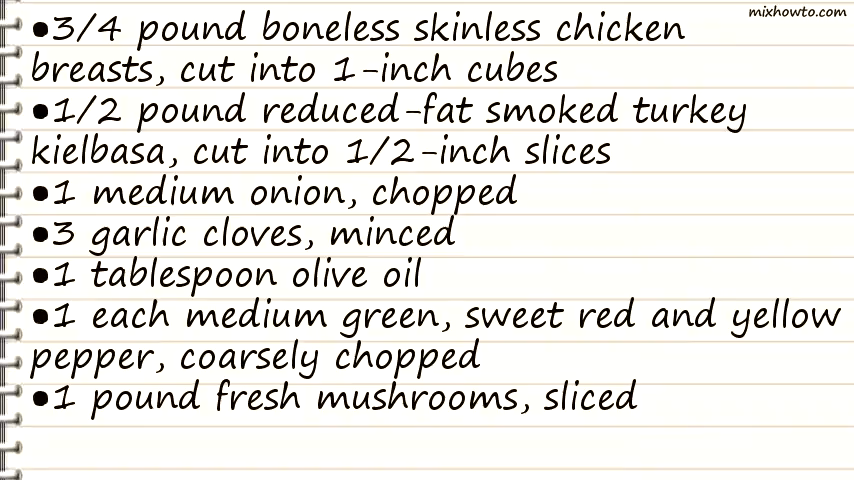 mixhowto.com
•3/4 pound boneless skinless chicken
breasts, cut into 1-inch cubes
•1/2 pound reduced-fat smoked turkey
kielbasa, cut into 1/2-inch slices
•1 medium onion, chopped
•3 garlic cloves, minced
•1 tablespoon olive oil
•1 each medium green, sweet red and yellow
pepper, coarsely chopped
•1 pound fresh mushrooms, sliced